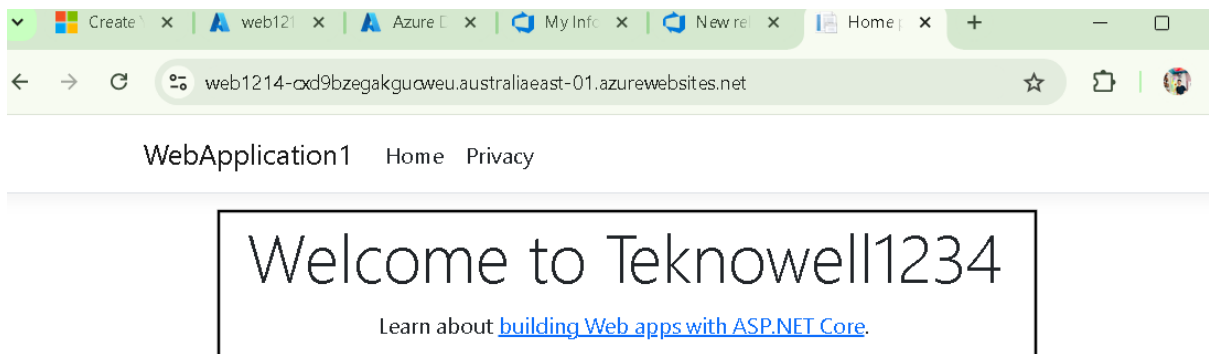 Create
web121
Azure D
My Info
New rel
Home p
web1214-cxd9bzegakgucweu.australiaeast-01.azurewebsites.net
WebApplication1 Home Privacy
Welcome to Teknowell1234
Learn about building Web apps with ASP.NET Core.